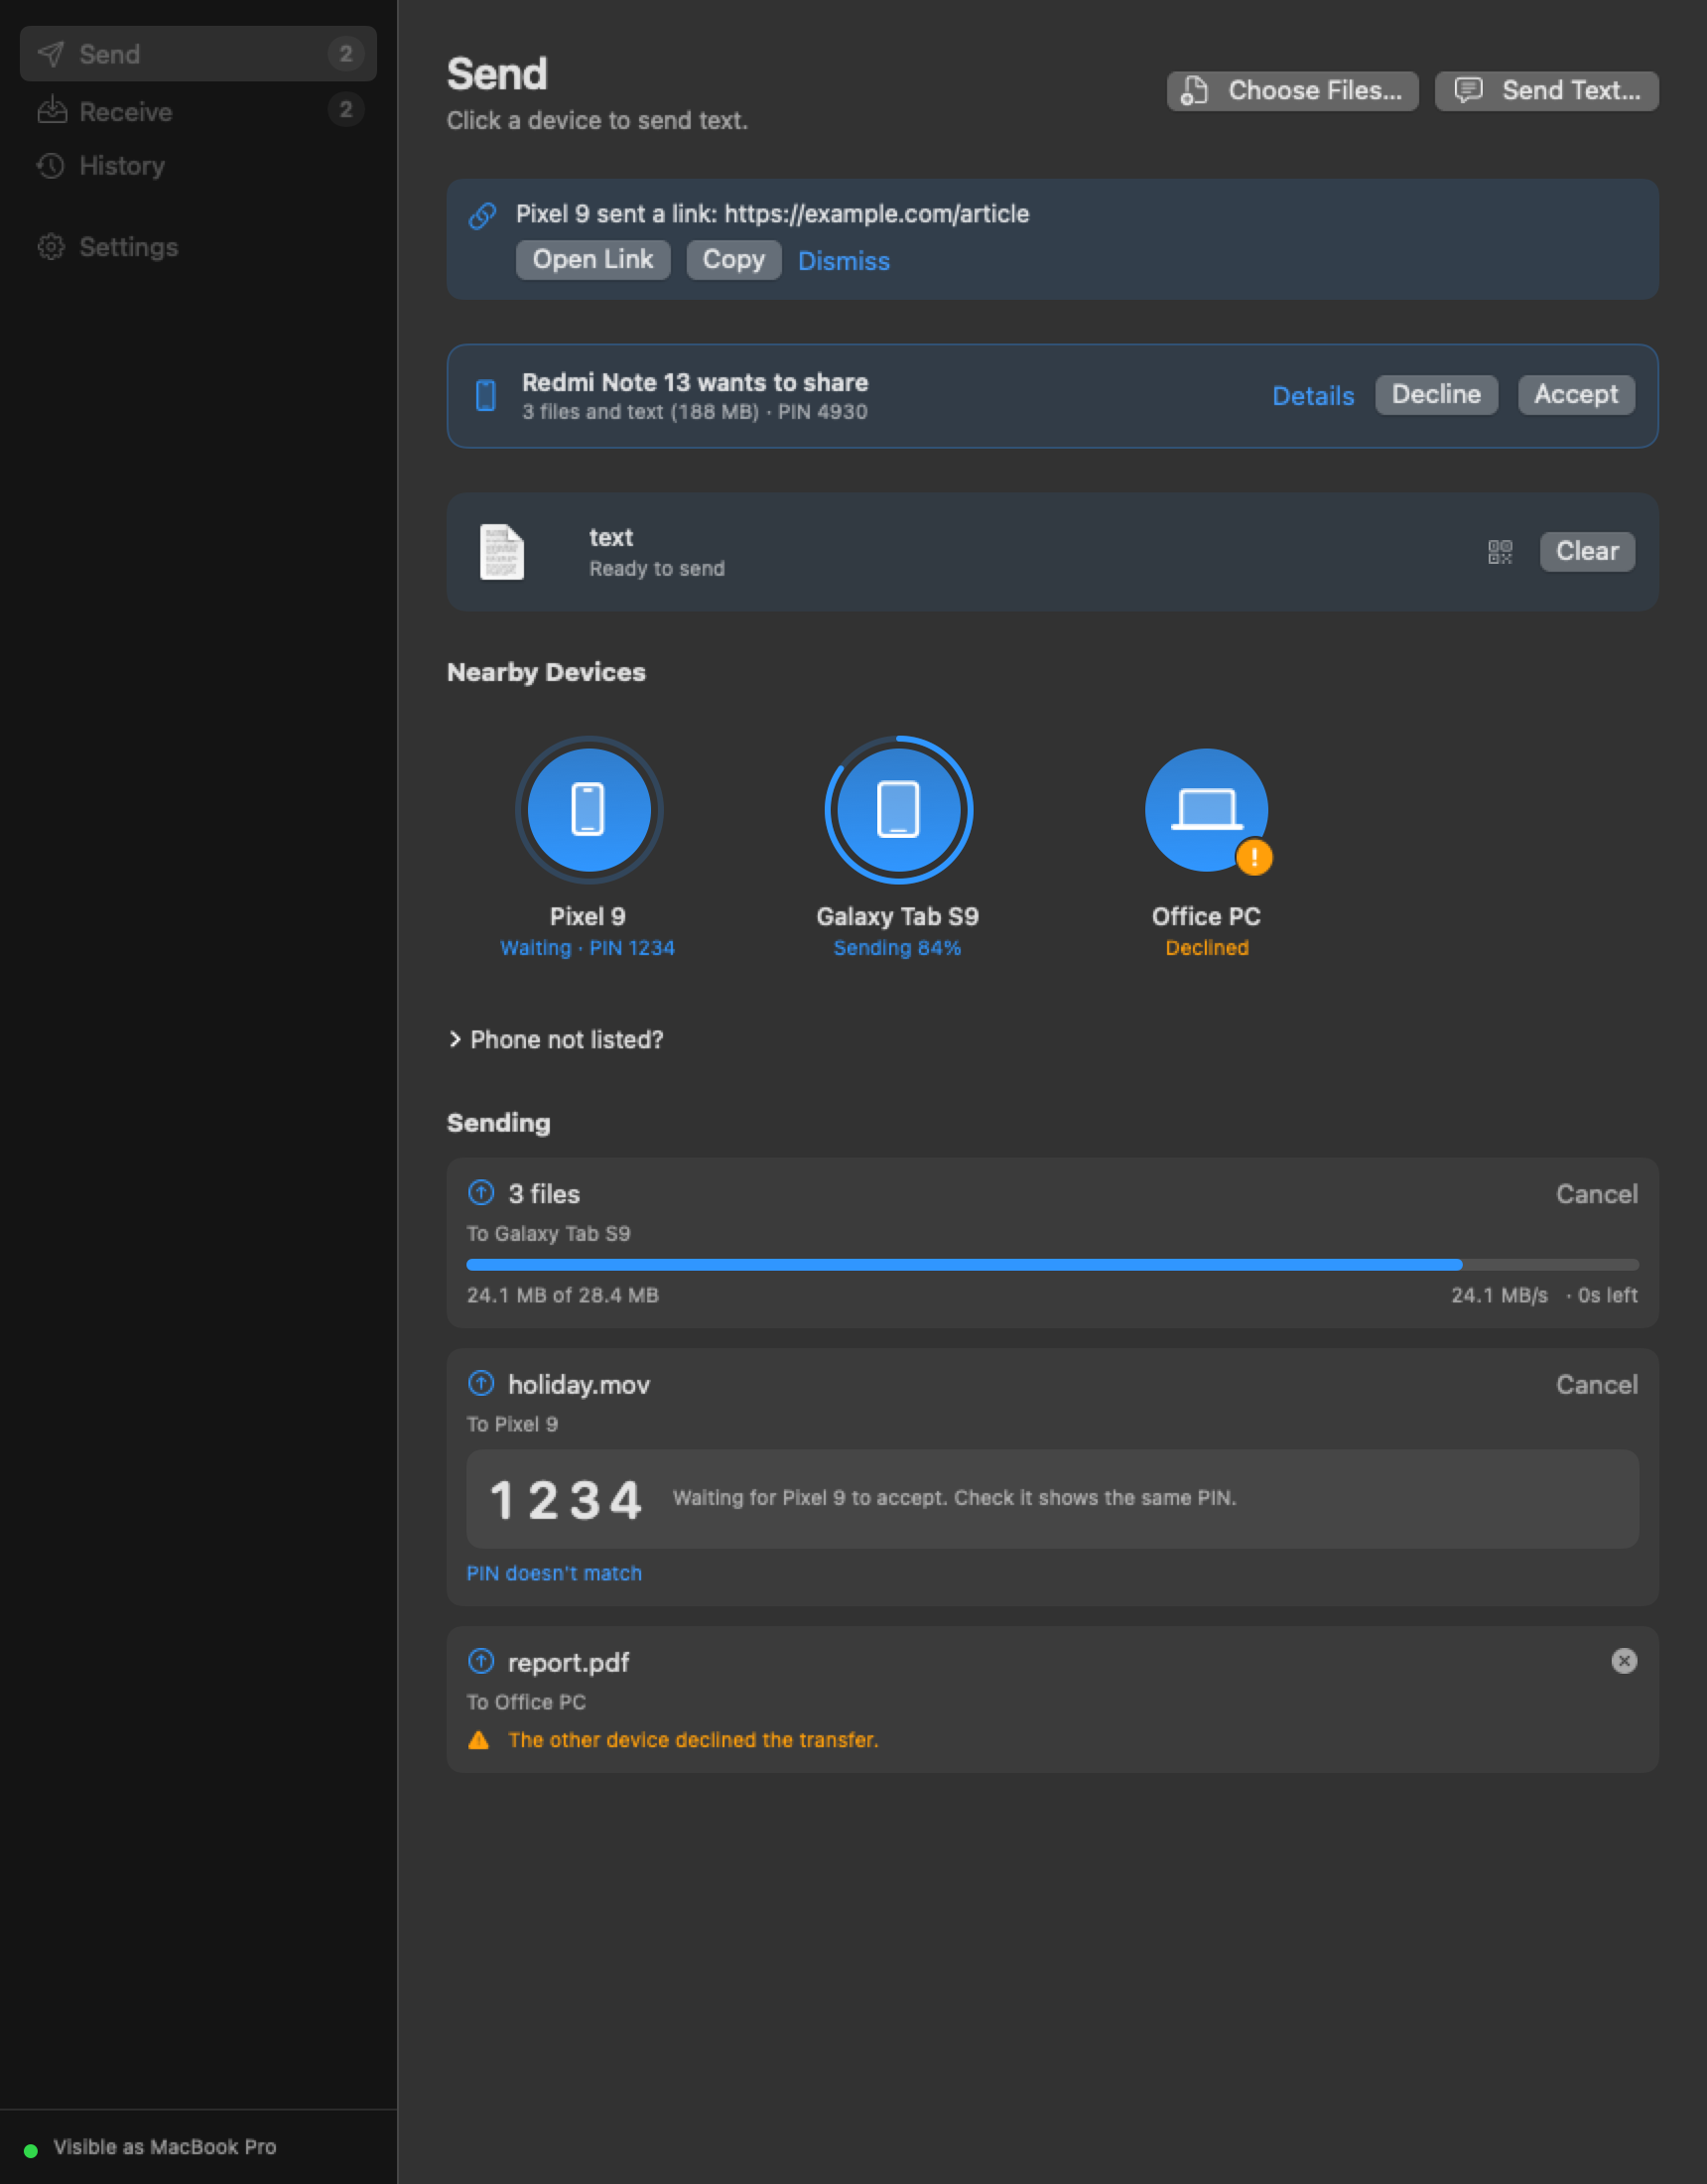 Send
2
Receive
2
History
Settings
Visible as MacBook Pro
Send
Click a device to send text.
Choose Files...
Send Text...
Pixel 9 sent a link: https://example.com/article
Open Link
Copy
Dismiss
Redmi Note 13 wants to share
3 files and text (188 MB) · PIN 4930
Details
Decline
Accept
text
Ready to send
Clear
Nearby Devices
Pixel 9
Waiting · PIN 1234
Galaxy Tab S9
Sending 84%
Office PC
Declined
Phone not listed?
Sending
3 files
Cancel
To Galaxy Tab S9
24.1 MB of 28.4 MB
24.1 MB/s · 0s left
holiday.mov
Cancel
To Pixel 9
1234
Waiting for Pixel 9 to accept. Check it shows the same PIN.
PIN doesn't match
report.pdf
To Office PC
The other device declined the transfer.